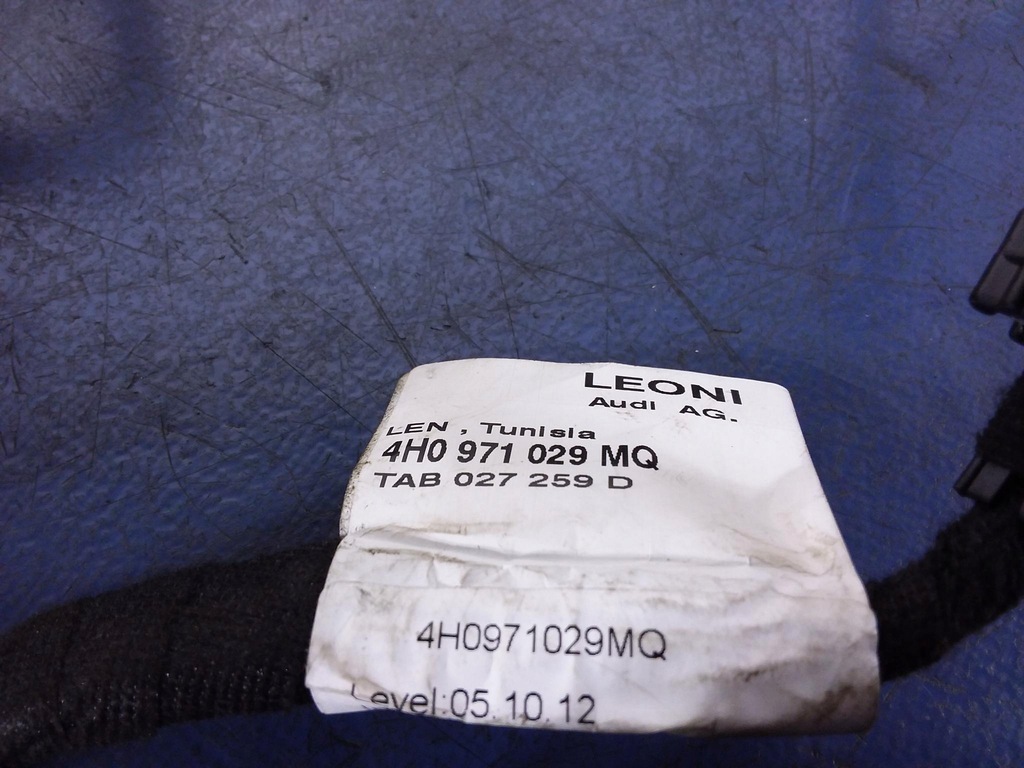 LEONI
Audi AG.
LEN , Tunisia
4H0 971 029 MQ
TAB 027 259 D
4H0971029MQ
Level:05.10.12